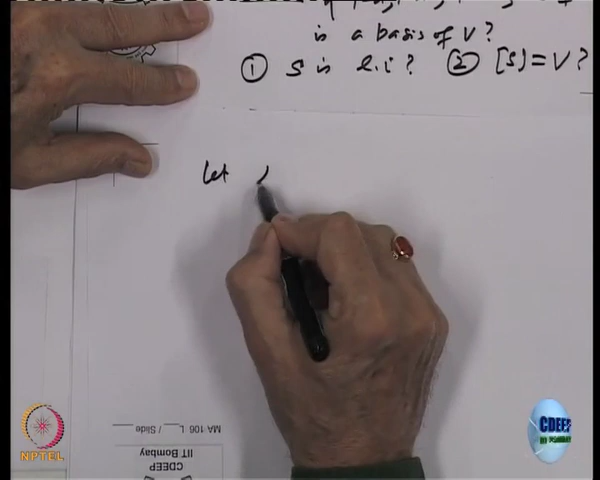 is a basis of V?
① S is l.i? ② [S] = V?
Let
MA 106 L / Slide
IIT Bombay
CDEEP
NPTEL
CDEEP